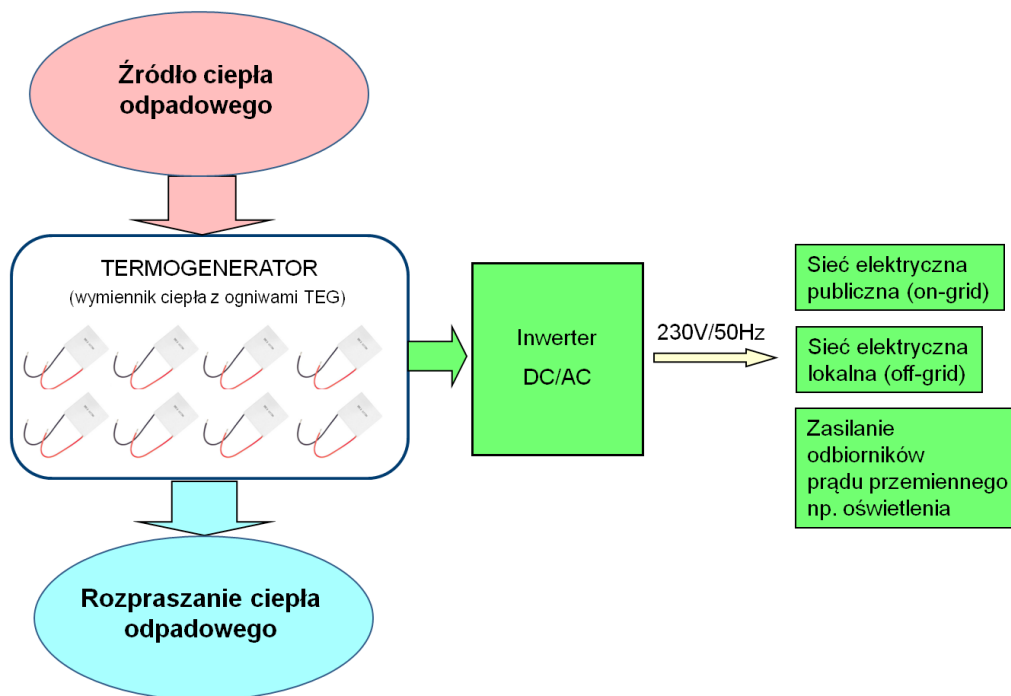 Źródło ciepła
odpadowego
TERMOGENERATOR
(wymiennik ciepła z ogniwami TEG)
Inwerter
DC/AC
230V/50Hz
Sieć elektryczna
publiczna (on-grid)
Sieć elektryczna
lokalna (off-grid)
Zasilanie
odbiorników
prądu przemiennego
np. oświetlenia
Rozpraszanie ciepła
odpadowego